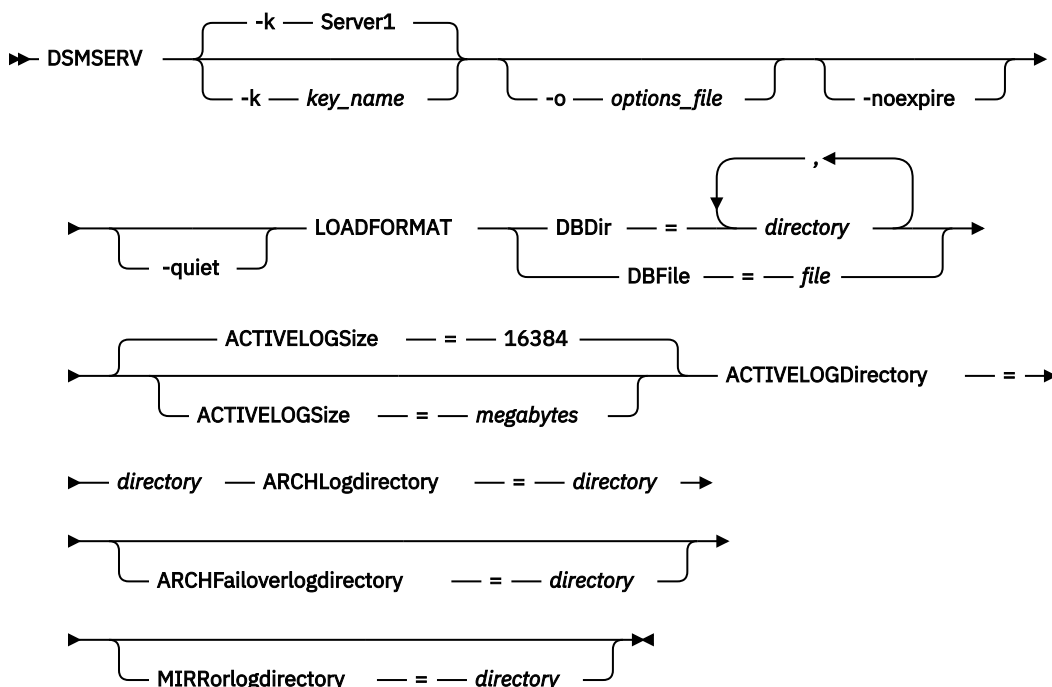 -k — Server1
DSMSERV
-k — key_name
-o — options_file
-noexpire
,
-quiet
LOADFORMAT
DBDir — = — directory
DBFile — = — file
ACTIVELOGSize — = — 16384
ACTIVELOGSize — = — megabytes
ACTIVELOGDirectory — =
directory — ARCHLogdirectory — = — directory
ARCHFailoverlogdirectory — = — directory
MIRRorlogdirectory — = — directory